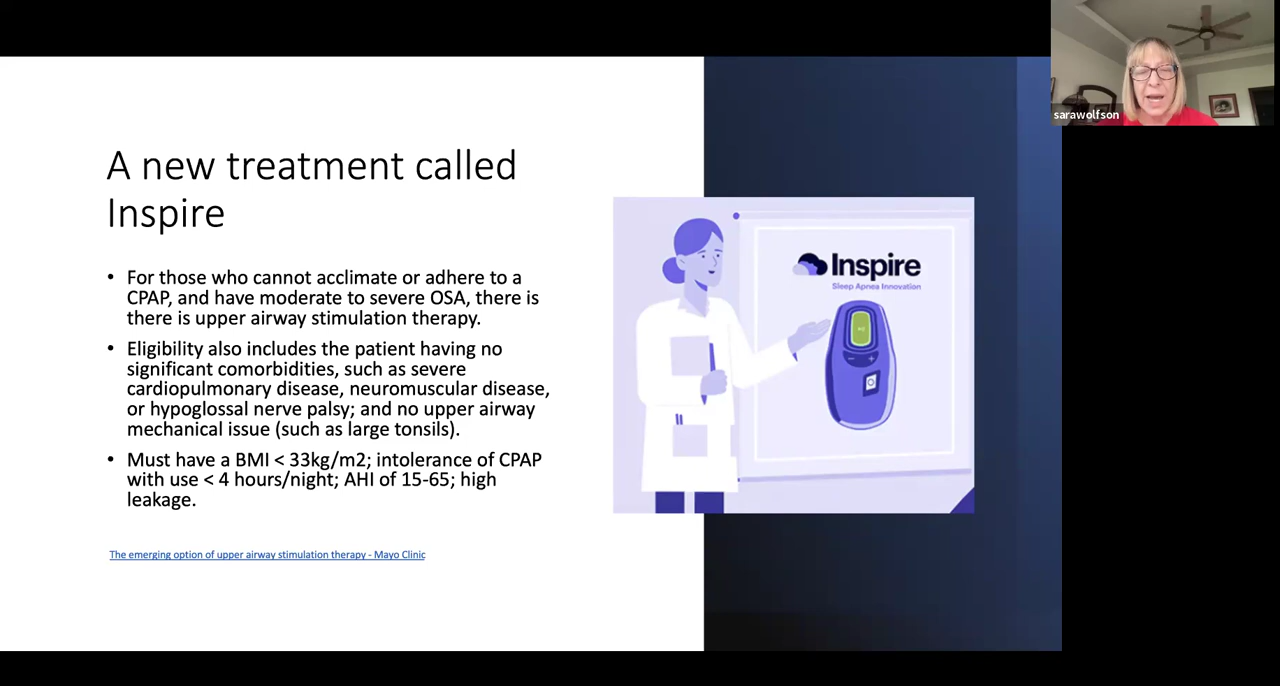 sarawolfson
A new treatment called
Inspire
• For those who cannot acclimate or adhere to a
CPAP, and have moderate to severe OSA, there is
there is upper airway stimulation therapy.
• Eligibility also includes the patient having no
significant comorbidities, such as severe
cardiopulmonary disease, neuromuscular disease,
or hypoglossal nerve palsy; and no upper airway
mechanical issue (such as large tonsils).
• Must have a BMI < 33kg/m2; intolerance of CPAP
with use < 4 hours/night; AHI of 15-65; high
leakage.
The emerging option of upper airway stimulation therapy - Mayo Clinic
Inspire
Sleep Apnea Innovation